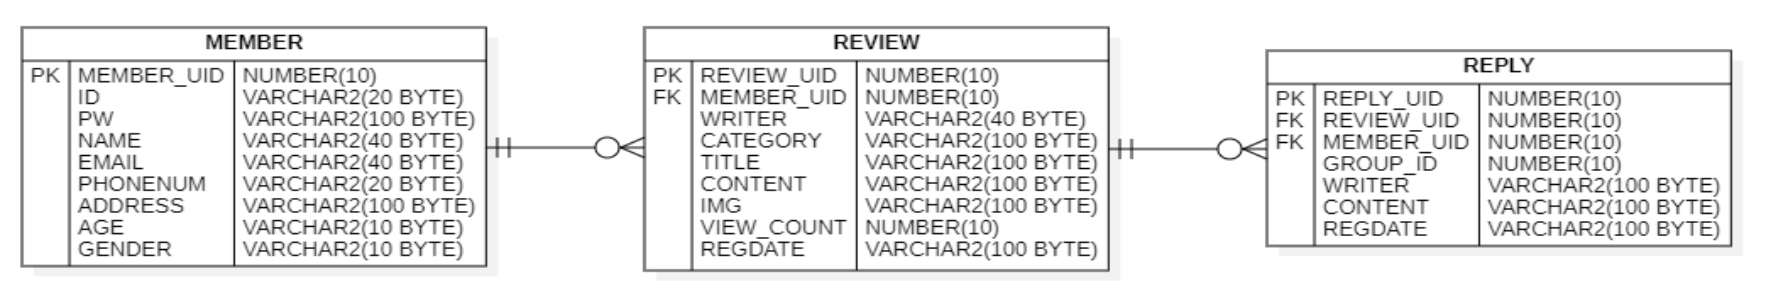 MEMBER
PK MEMBER_UID NUMBER(10)
ID VARCHAR2(20 BYTE)
PW VARCHAR2(100 BYTE)
NAME VARCHAR2(40 BYTE)
EMAIL VARCHAR2(40 BYTE)
PHONENUM VARCHAR2(20 BYTE)
ADDRESS VARCHAR2(100 BYTE)
AGE VARCHAR2(10 BYTE)
GENDER VARCHAR2(10 BYTE)
REVIEW
PK REVIEW_UID NUMBER(10)
FK MEMBER_UID NUMBER(10)
WRITER VARCHAR2(40 BYTE)
CATEGORY VARCHAR2(100 BYTE)
TITLE VARCHAR2(100 BYTE)
CONTENT VARCHAR2(100 BYTE)
IMG VARCHAR2(100 BYTE)
VIEW_COUNT NUMBER(10)
REGDATE VARCHAR2(100 BYTE)
REPLY
PK REPLY_UID NUMBER(10)
FK REVIEW_UID NUMBER(10)
FK MEMBER_UID NUMBER(10)
GROUP_ID NUMBER(10)
WRITER VARCHAR2(100 BYTE)
CONTENT VARCHAR2(100 BYTE)
REGDATE VARCHAR2(100 BYTE)